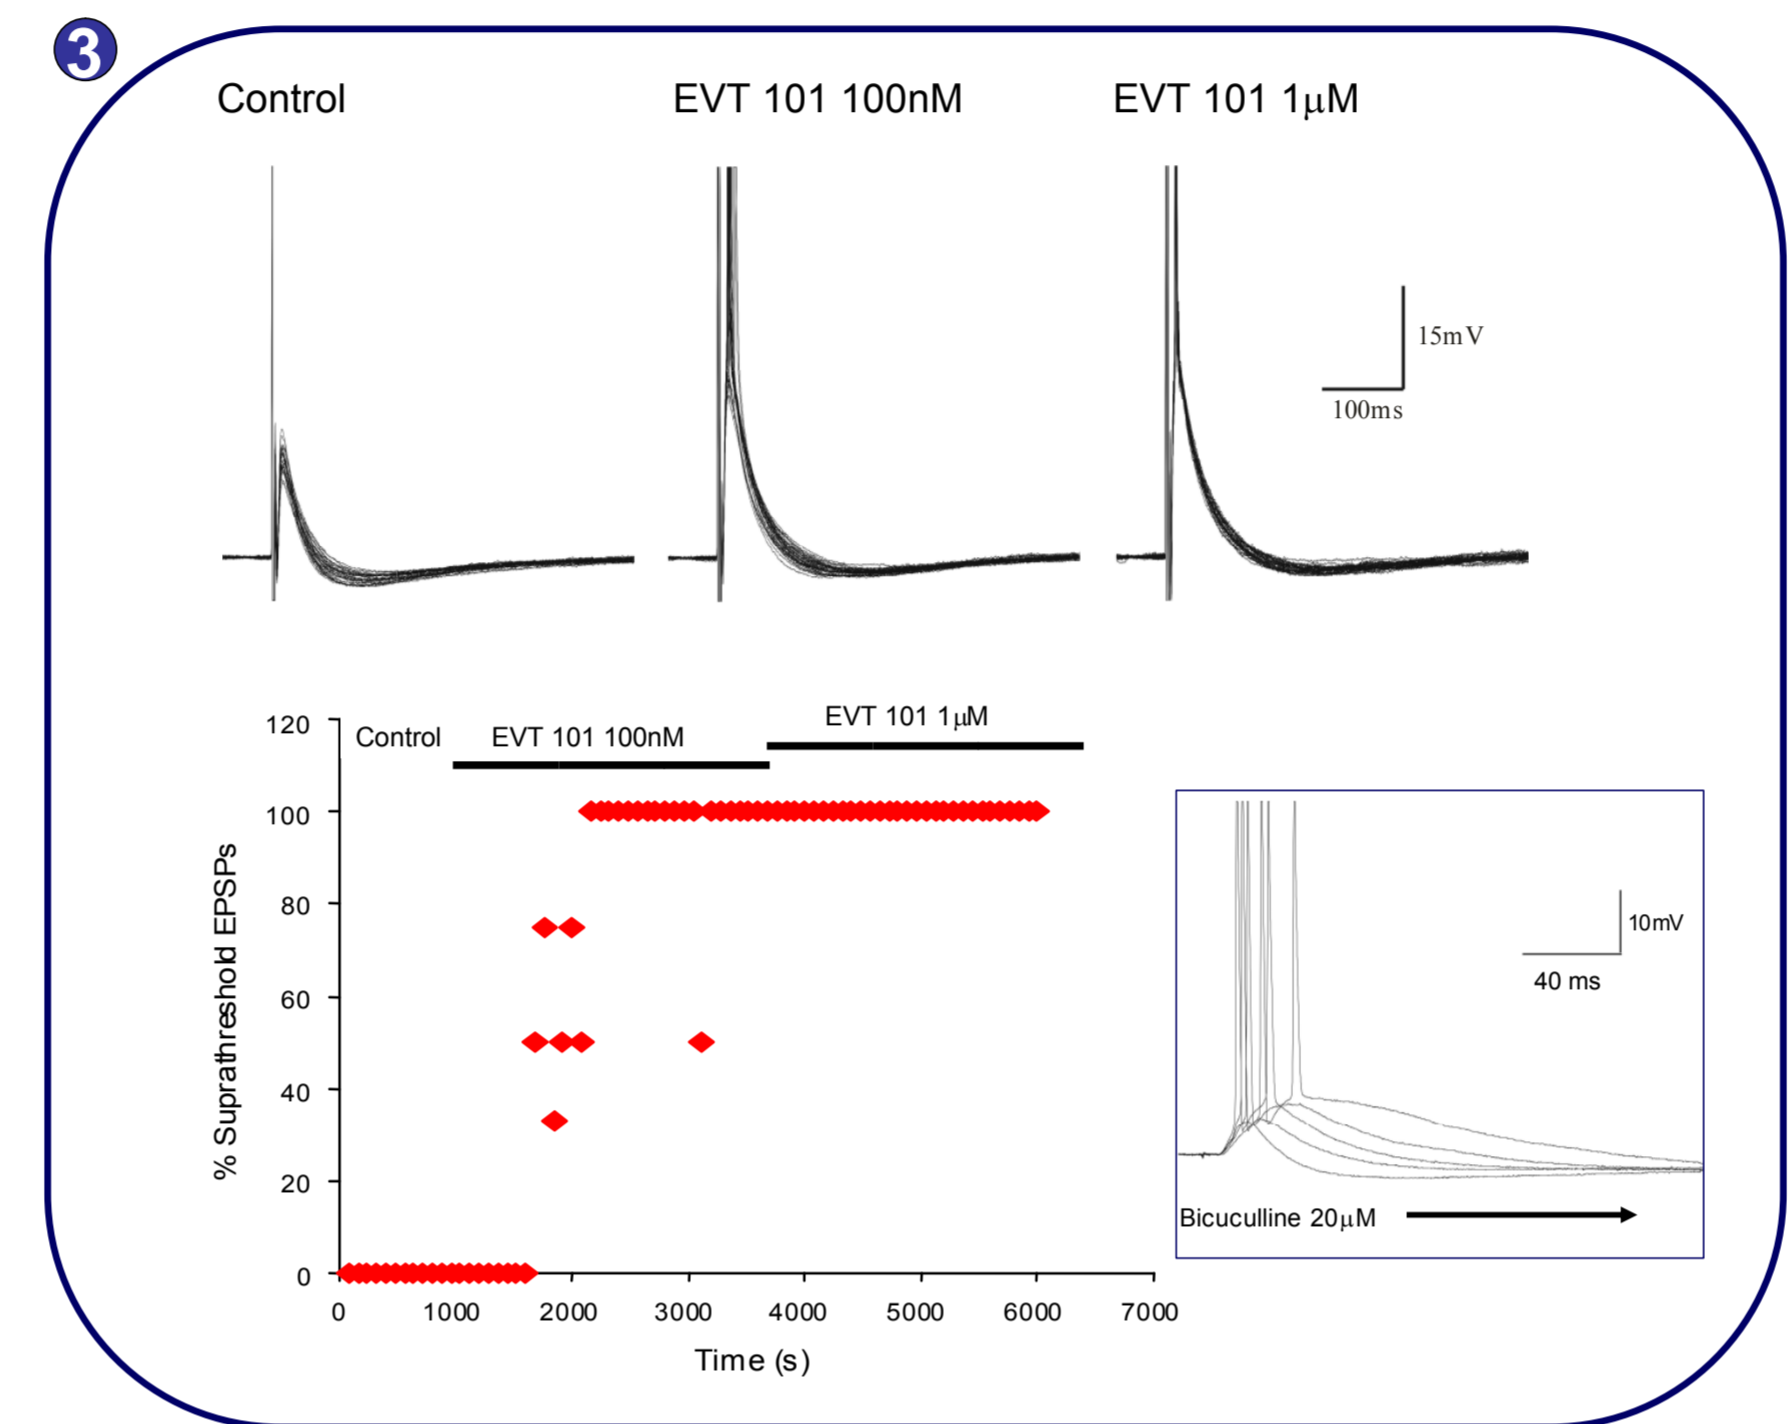 3
Control EVT 101 100nM EVT 101 1μM
15mV
100ms
120
100
80
60
40
20
0
% Suprathreshold EPSPs
Control EVT 101 100nM EVT 101 1μM
0 1000 2000 3000 4000 5000 6000 7000
Time (s)
10mV
40 ms
Bicuculline 20μM